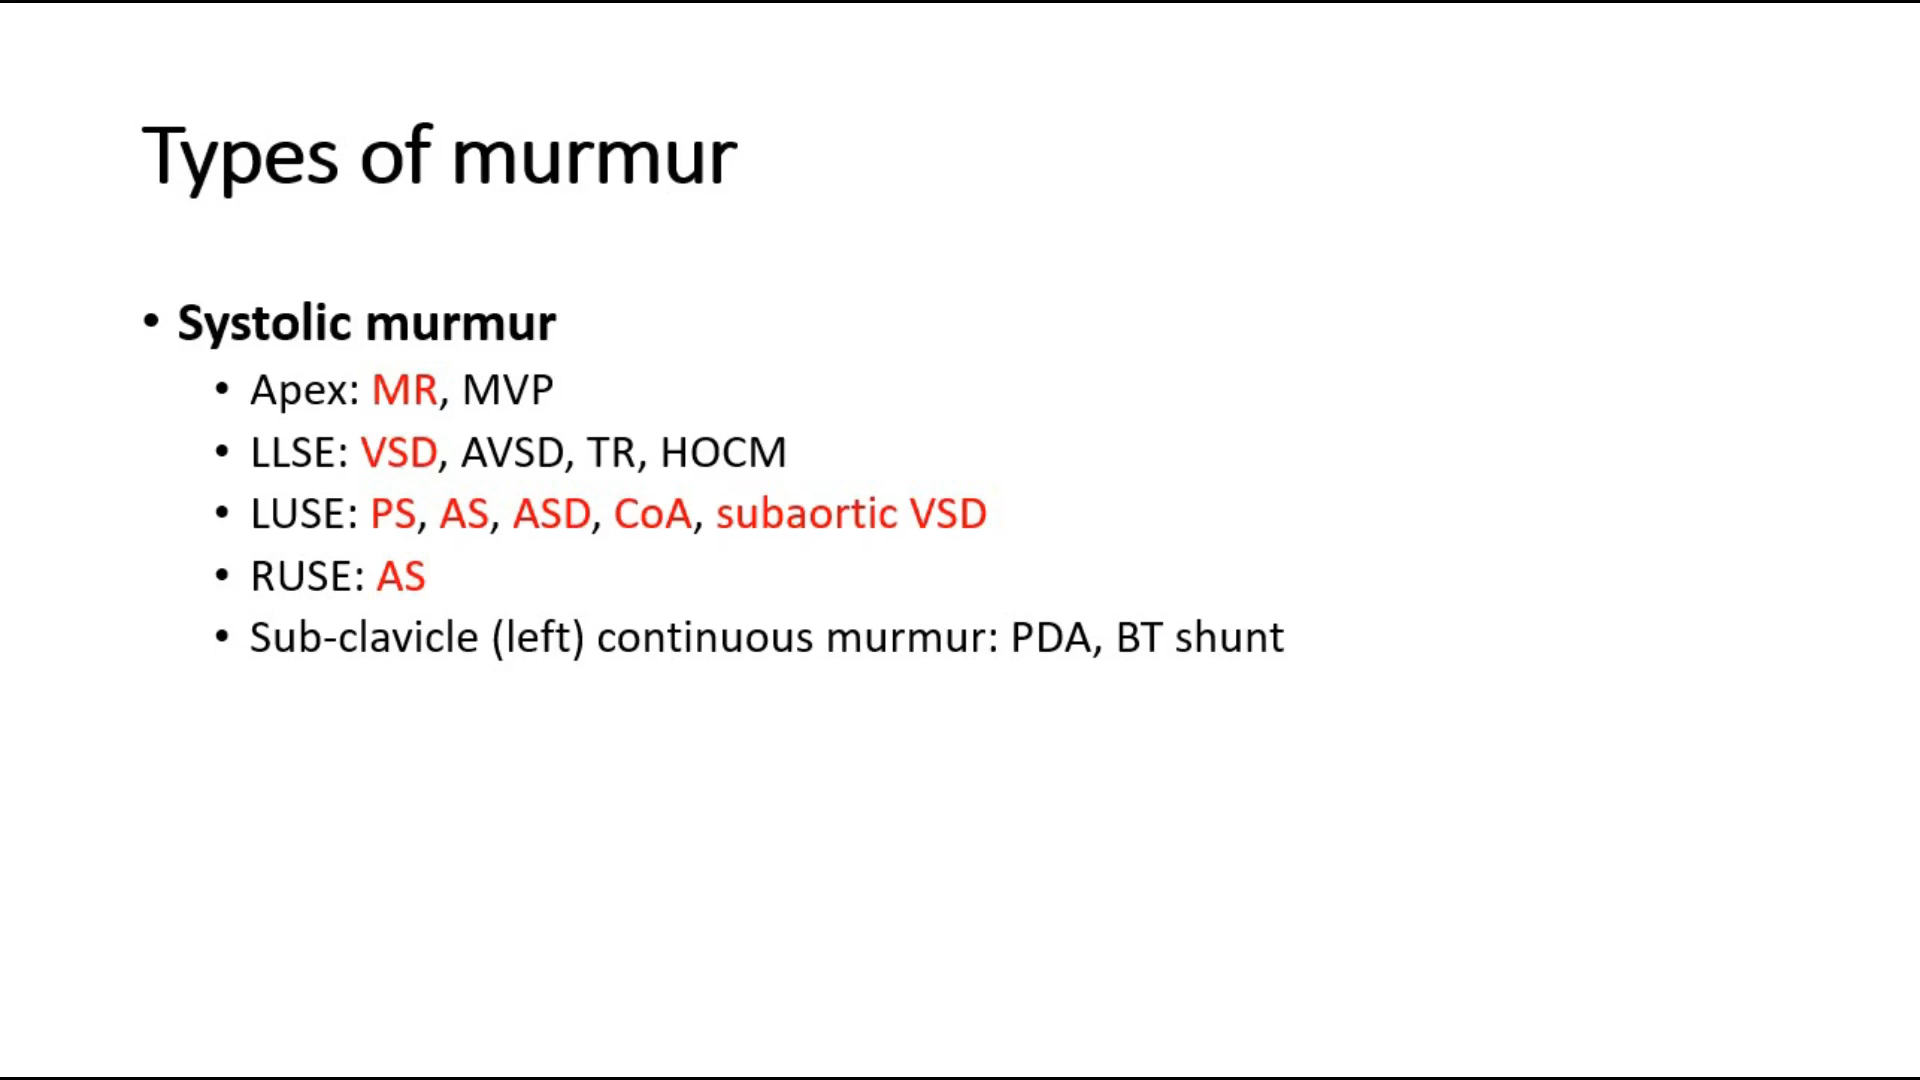 Types of murmur
• Systolic murmur
• Apex: MR, MVP
• LLSE: VSD, AVSD, TR, HOCM
• LUSE: PS, AS, ASD, CoA, subaortic VSD
• RUSE: AS
• Sub-clavicle (left) continuous murmur: PDA, BT shunt